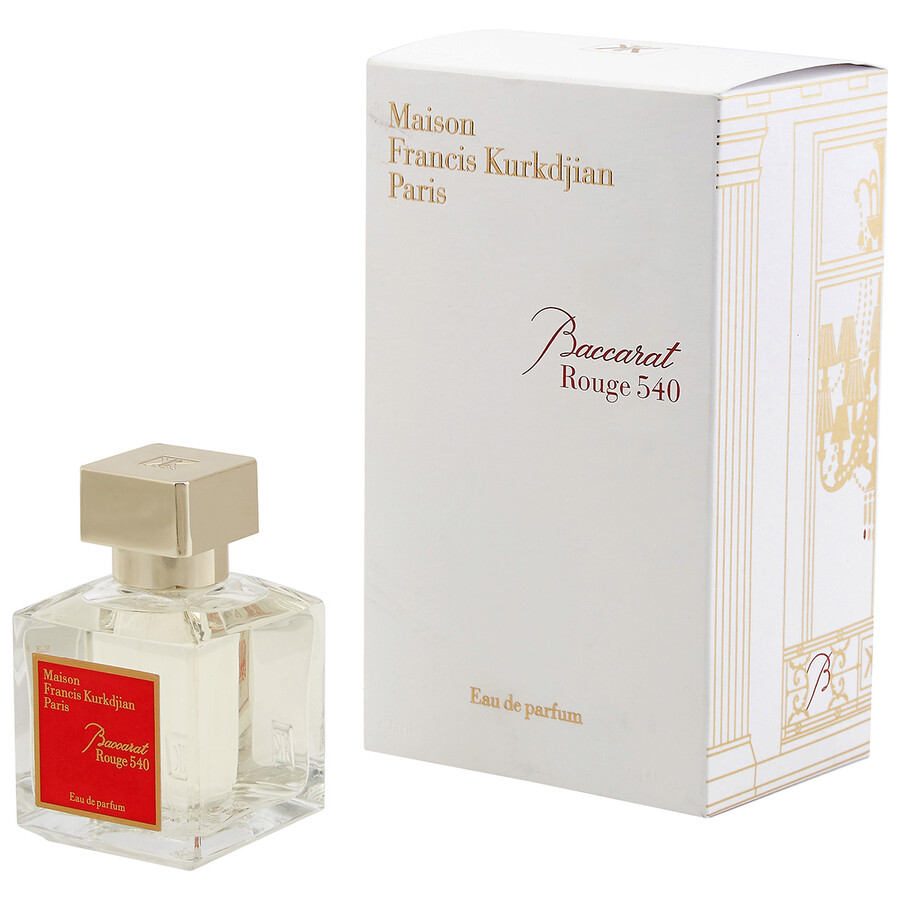 Maison
Francis Kurkdjian
Paris
Baccarat
Rouge 540
Eau de parfum
B
Maison
Francis Kurkdjian
Paris
Baccarat
Rouge 540
Eau de parfum